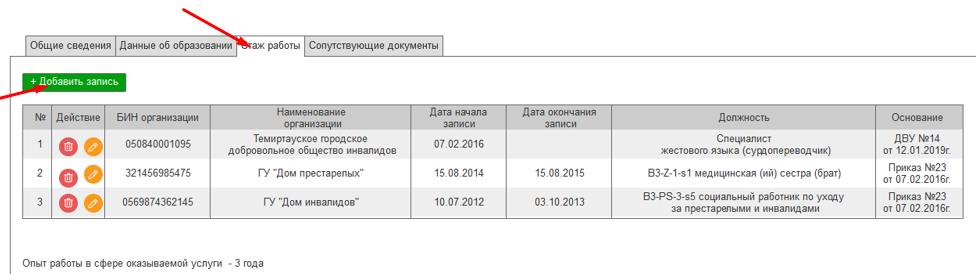 Общие сведения Данные об образовании Стаж работы Сопутствующие документы
+ Добавить запись
№ Действие БИН организации Наименование организации Дата начала записи Дата окончания записи Должность Основание
1 050840001095 Темиртауское городское добровольное общество инвалидов 07.02.2016 Специалист жестового языка (сурдопереводчик) ДВУ №14 от 12.01.2019г.
2 321456985475 ГУ "Дом престарелых" 15.08.2014 15.08.2015 В3-Z-1-s1 медицинская (ий) сестра (брат) Приказ №23 от 07.02.2016г.
3 0569874362145 ГУ "Дом инвалидов" 10.07.2012 03.10.2013 В3-PS-3-s5 социальный работник по уходу за престарелыми и инвалидами Приказ №23 от 07.02.2016г.
Опыт работы в сфере оказываемой услуги - 3 года